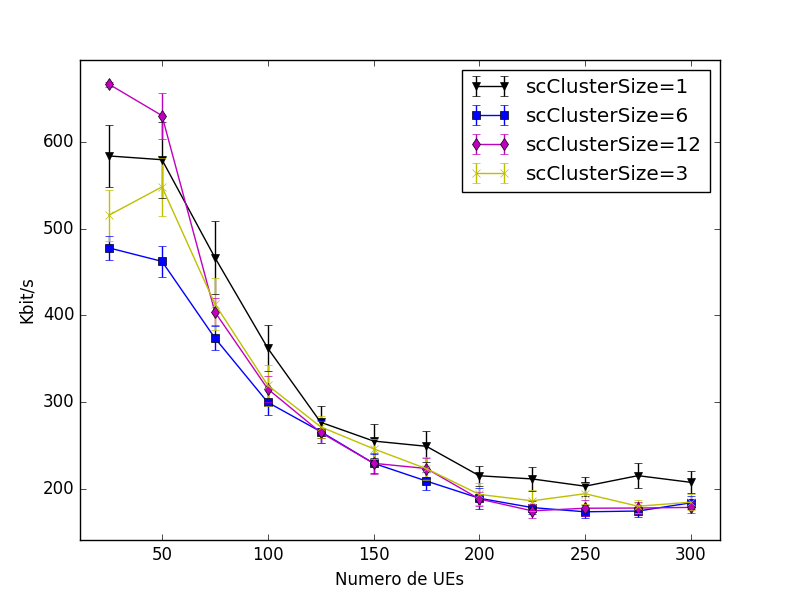 scClusterSize=1
scClusterSize=6
scClusterSize=12
scClusterSize=3
600
500
400
300
200
Kbit/s
50 100 150 200 250 300
Numero de UEs